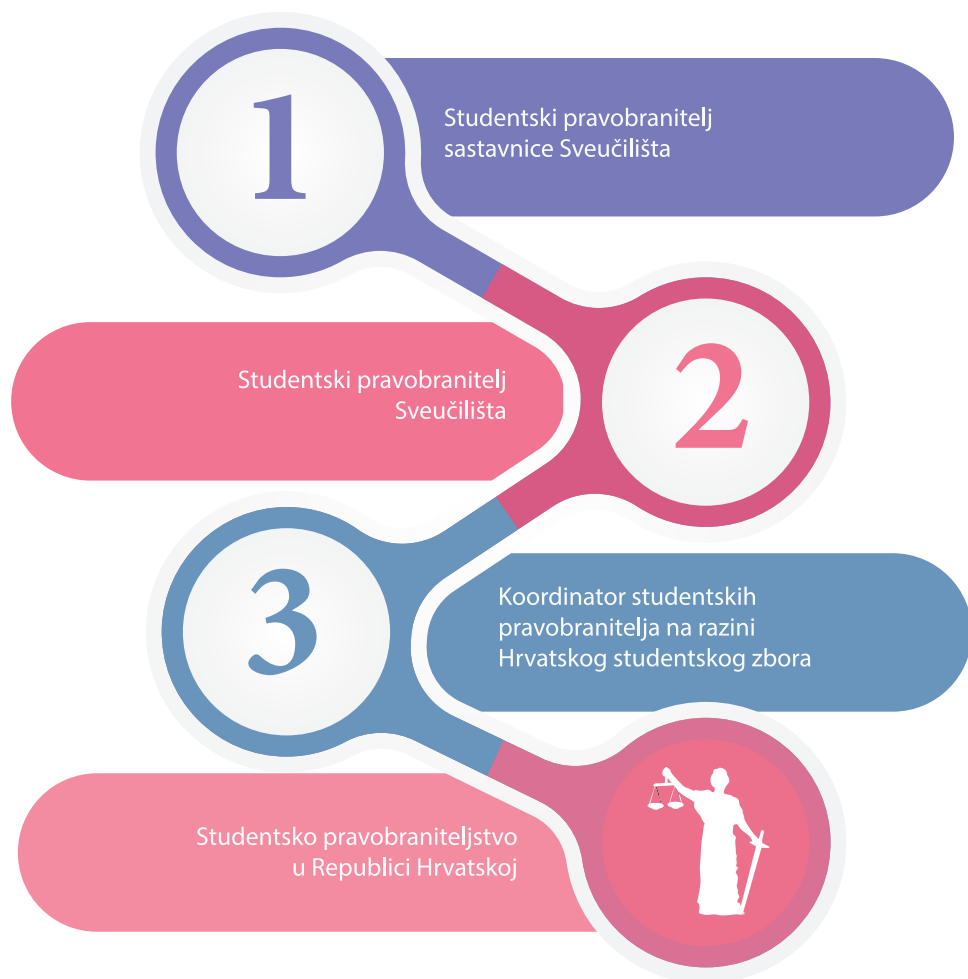 1
Studentski pravobranitelj
sastavnice Sveučilišta
Studentski pravobranitelj
Sveučilišta
2
3
Koordinator studentskih
pravobranitelja na razini
Hrvatskog studentskog zbora
Studentsko pravobraniteljstvo
u Republici Hrvatskoj